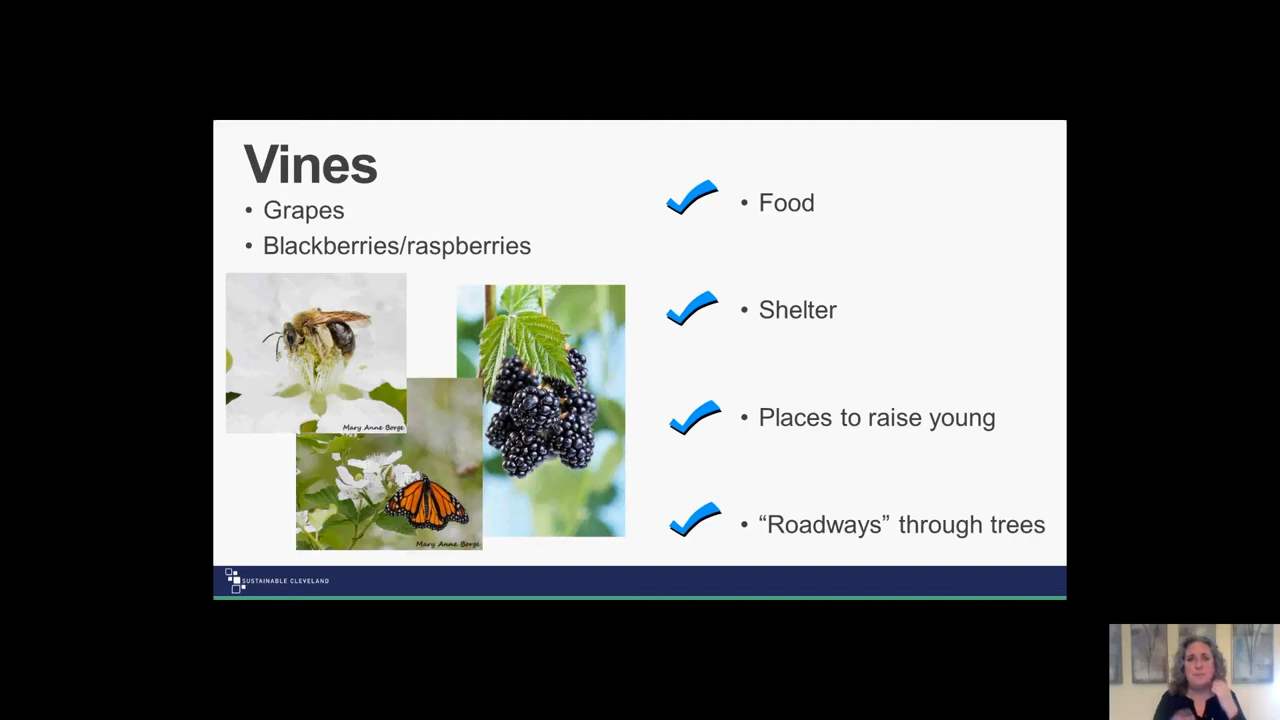 Vines
• Grapes
• Blackberries/raspberries
Mary Anne Borge
Mary Anne Borge
• Food
• Shelter
• Places to raise young
• “Roadways” through trees
SUSTAINABLE CLEVELAND